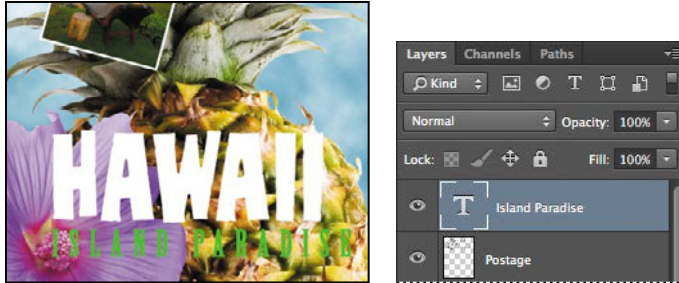 HAWAII
ISLAND PARADISE
Layers Channels Paths
Kind T
Normal Opacity: 100%
Lock: Fill: 100%
T Island Paradise
Postage